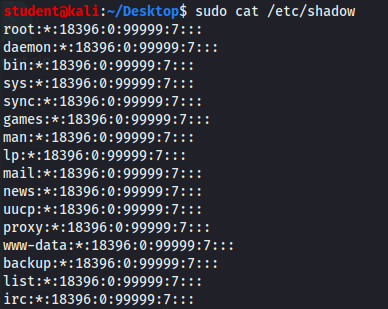 student@kali:~/Desktop$ sudo cat /etc/shadow
root:*:18396:0:99999:7:::
daemon:*:18396:0:99999:7:::
bin:*:18396:0:99999:7:::
sys:*:18396:0:99999:7:::
sync:*:18396:0:99999:7:::
games:*:18396:0:99999:7:::
man:*:18396:0:99999:7:::
lp:*:18396:0:99999:7:::
mail:*:18396:0:99999:7:::
news:*:18396:0:99999:7:::
uucp:*:18396:0:99999:7:::
proxy:*:18396:0:99999:7:::
www-data:*:18396:0:99999:7:::
backup:*:18396:0:99999:7:::
list:*:18396:0:99999:7:::
irc:*:18396:0:99999:7:::